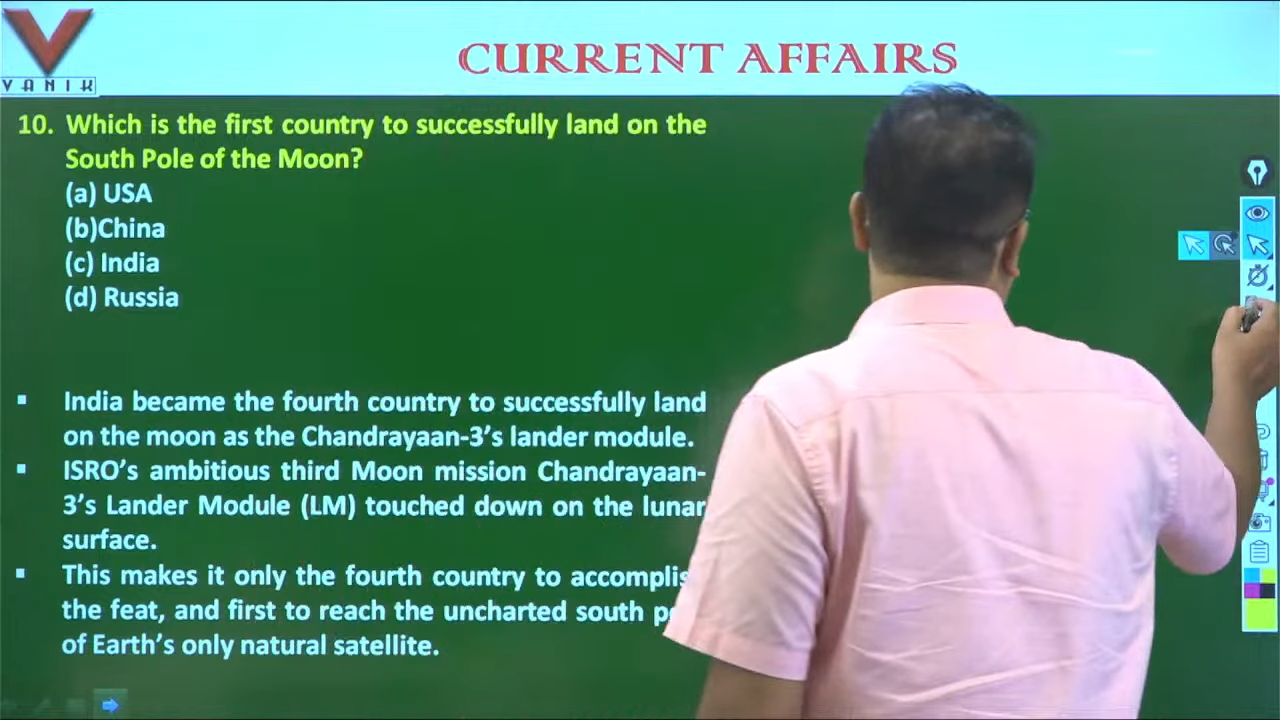 VANIK
CURRENT AFFAIRS
10. Which is the first country to successfully land on the
South Pole of the Moon?
(a) USA
(b)China
(c) India
(d) Russia
▪ India became the fourth country to successfully land
on the moon as the Chandrayaan-3’s lander module.
▪ ISRO’s ambitious third Moon mission Chandrayaan-
3’s Lander Module (LM) touched down on the lunar
surface.
▪ This makes it only the fourth country to
the feat, and first to reach the uncharted south
of Earth’s only natural satellite.